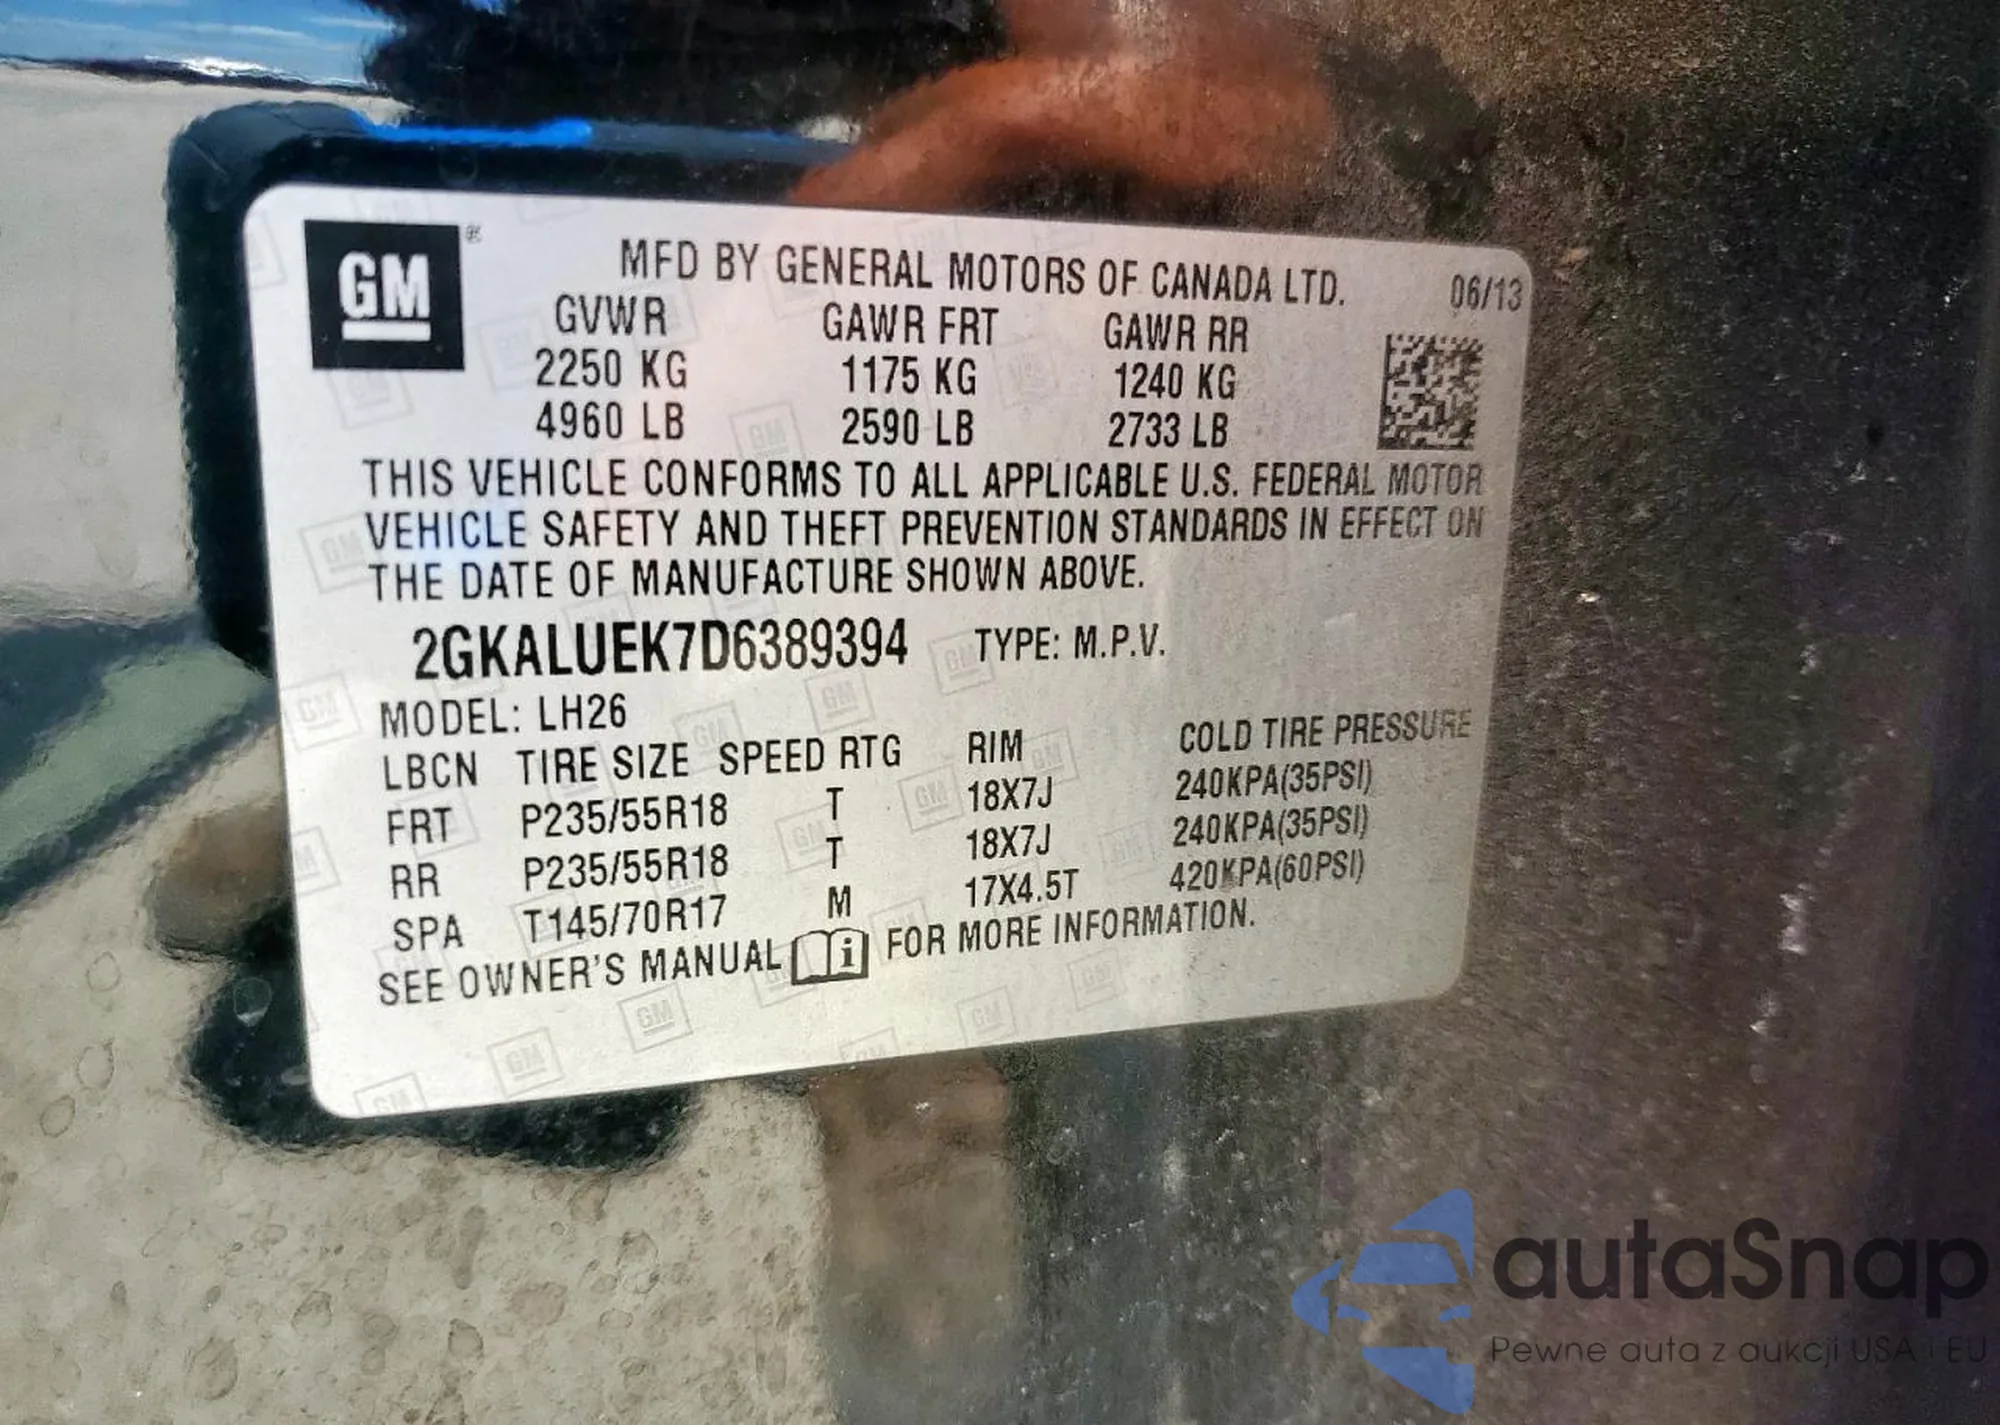 GM ®
MFD BY GENERAL MOTORS OF CANADA LTD. 06/13
GVWR GAWR FRT GAWR RR
2250 KG 1175 KG 1240 KG
4960 LB 2590 LB 2733 LB
THIS VEHICLE CONFORMS TO ALL APPLICABLE U.S. FEDERAL MOTOR
VEHICLE SAFETY AND THEFT PREVENTION STANDARDS IN EFFECT ON
THE DATE OF MANUFACTURE SHOWN ABOVE.
2GKALUEK7D6389394 TYPE: M.P.V.
MODEL: LH26
LBCN TIRE SIZE SPEED RTG RIM COLD TIRE PRESSURE
FRT P235/55R18 T 18X7J 240KPA(35PSI)
RR P235/55R18 T 18X7J 240KPA(35PSI)
SPA T145/70R17 M 17X4.5T 420KPA(60PSI)
SEE OWNER'S MANUAL i FOR MORE INFORMATION.
autaSnap
Pewne auta z aukcji USA i EU